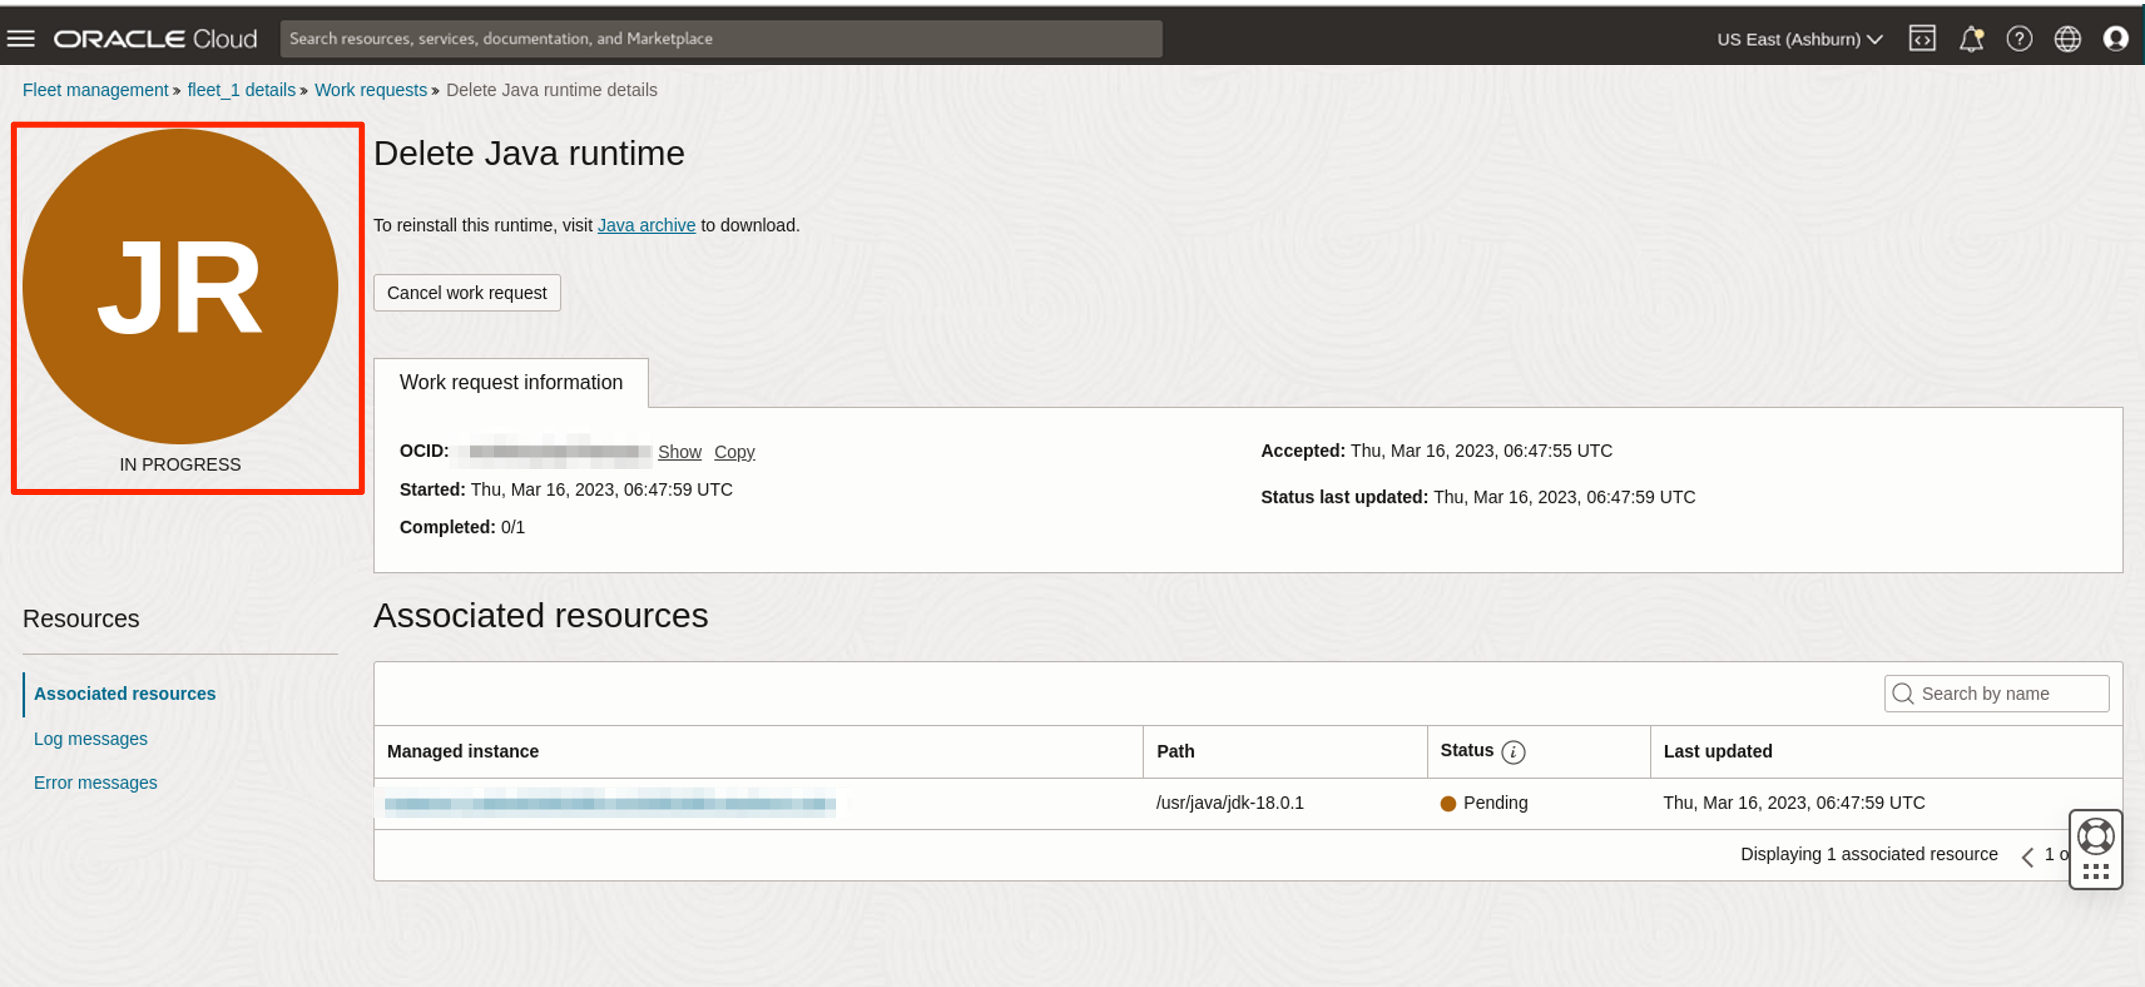 ORACLE Cloud
Search resources, services, documentation, and Marketplace
US East (Ashburn)
Fleet management » fleet_1 details » Work requests » Delete Java runtime details
JR
IN PROGRESS
Delete Java runtime
To reinstall this runtime, visit Java archive to download.
Cancel work request
Work request information
OCID: Show Copy
Started: Thu, Mar 16, 2023, 06:47:59 UTC
Completed: 0/1
Accepted: Thu, Mar 16, 2023, 06:47:55 UTC
Status last updated: Thu, Mar 16, 2023, 06:47:59 UTC
Resources
Associated resources
Log messages
Error messages
Associated resources
Search by name
Managed instance Path Status Last updated
/usr/java/jdk-18.0.1 Pending Thu, Mar 16, 2023, 06:47:59 UTC
Displaying 1 associated resource 1